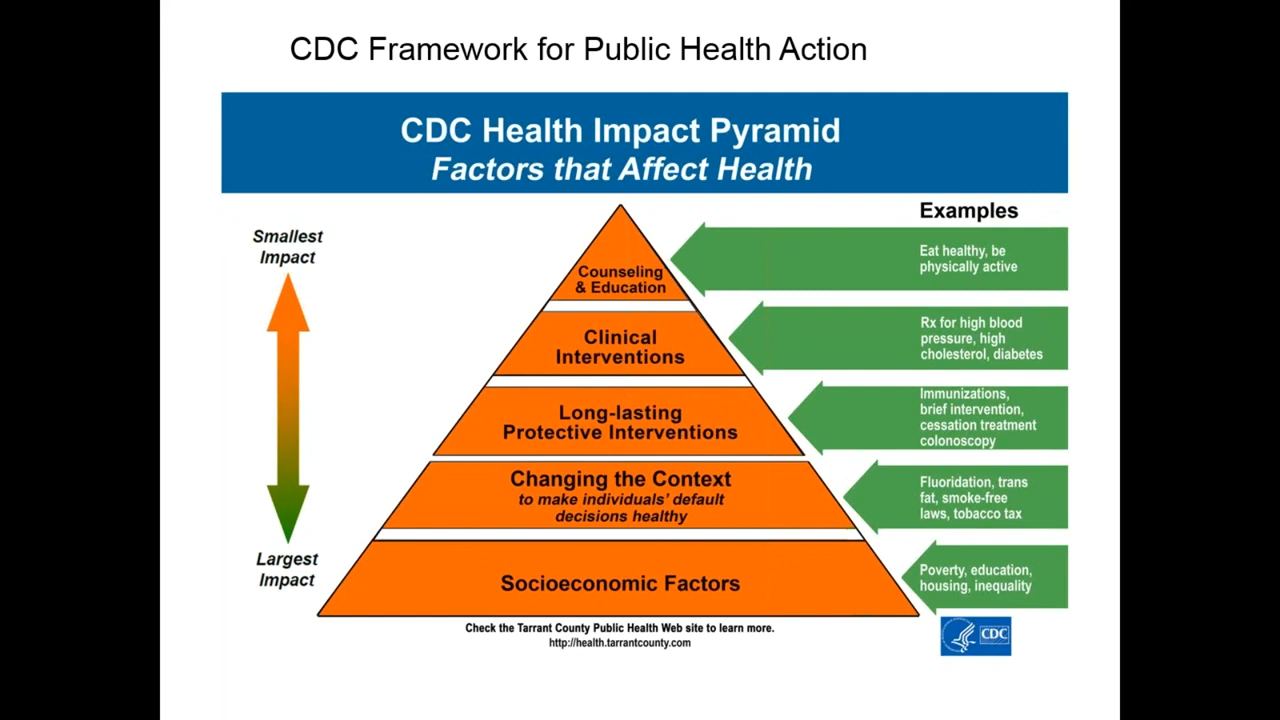 CDC Framework for Public Health Action
CDC Health Impact Pyramid
Factors that Affect Health
Examples
Smallest
Impact
Largest
Impact
Counseling
& Education
Eat healthy, be
physically active
Clinical
Interventions
Rx for high blood
pressure, high
cholesterol, diabetes
Long-lasting
Protective Interventions
Immunizations,
brief intervention,
cessation treatment
colonoscopy
Changing the Context
to make individuals' default
decisions healthy
Fluoridation, trans
fat, smoke-free
laws, tobacco tax
Socioeconomic Factors
Poverty, education,
housing, inequality
Check the Tarrant County Public Health Web site to learn more.
http://health.tarrantcounty.com
CDC